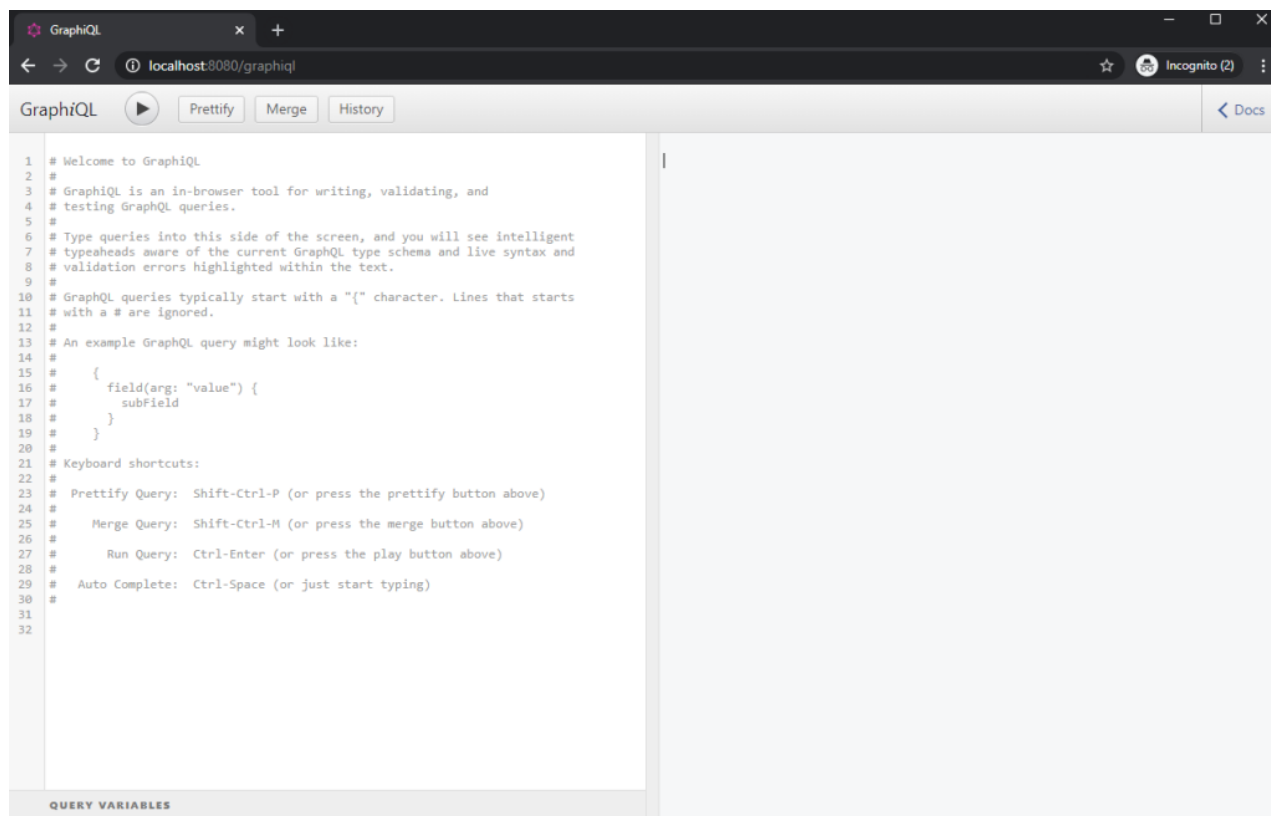 GraphiQL
localhost:8080/graphiql
Incognito (2)
GraphiQL Prettify Merge History Docs
1 # Welcome to GraphiQL
2 #
3 # GraphiQL is an in-browser tool for writing, validating, and
4 # testing GraphQL queries.
5 #
6 # Type queries into this side of the screen, and you will see intelligent
7 # typeaheads aware of the current GraphQL type schema and live syntax and
8 # validation errors highlighted within the text.
9 #
10 # GraphQL queries typically start with a "{" character. Lines that starts
11 # with a # are ignored.
12 #
13 # An example GraphQL query might look like:
14 #
15 #     {
16 #       field(arg: "value") {
17 #         subField
18 #       }
19 #     }
20 #
21 # Keyboard shortcuts:
22 #
23 #  Prettify Query:  Shift-Ctrl-P (or press the prettify button above)
24 #
25 #     Merge Query:  Shift-Ctrl-M (or press the merge button above)
26 #
27 #       Run Query:  Ctrl-Enter (or press the play button above)
28 #
29 #   Auto Complete:  Ctrl-Space (or just start typing)
30 #
31
32
QUERY VARIABLES